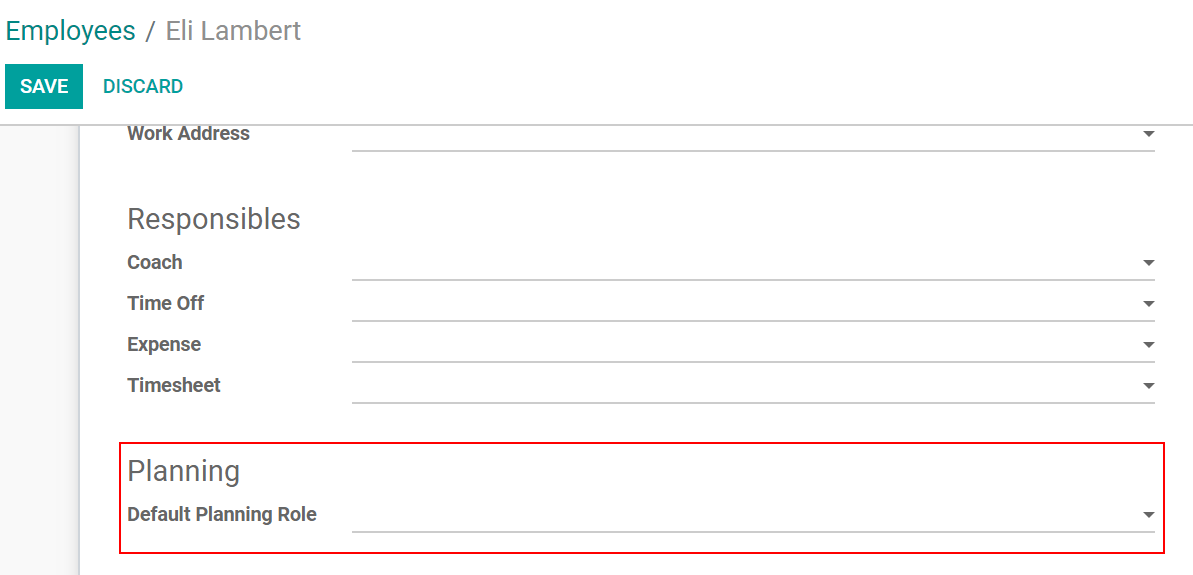 Employees / Eli Lambert
SAVE DISCARD
Work Address
Responsibles
Coach
Time Off
Expense
Timesheet
Planning
Default Planning Role